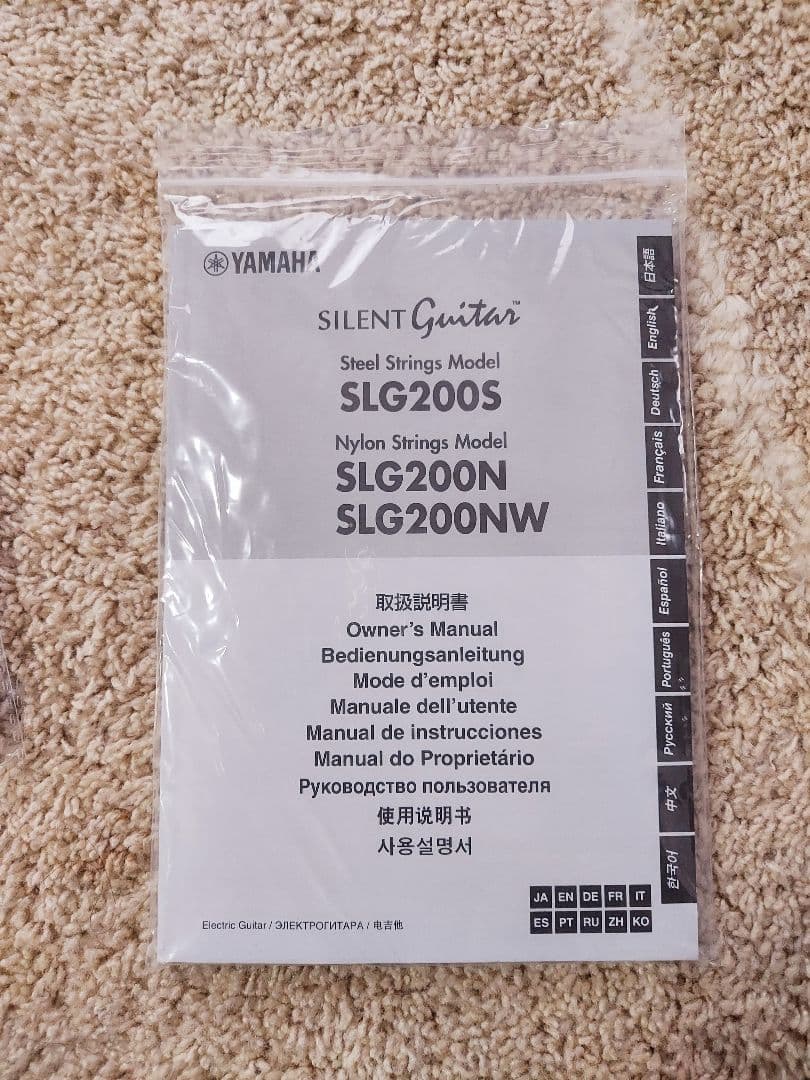 YAMAHA
SILENT Guitar™
Steel Strings Model
SLG200S
Nylon Strings Model
SLG200N
SLG200NW
取扱説明書
Owner's Manual
Bedienungsanleitung
Mode d'emploi
Manuale dell'utente
Manual de instrucciones
Manual do Proprietário
Руководство пользователя
使用说明书
사용설명서
Electric Guitar / ЭЛЕКТРОГИТАРА / 电吉他
JA EN DE FR IT
ES PT RU ZH KO
日本語
English
Deutsch
Français
Italiano
Español
Português
Русский
中文
한국어